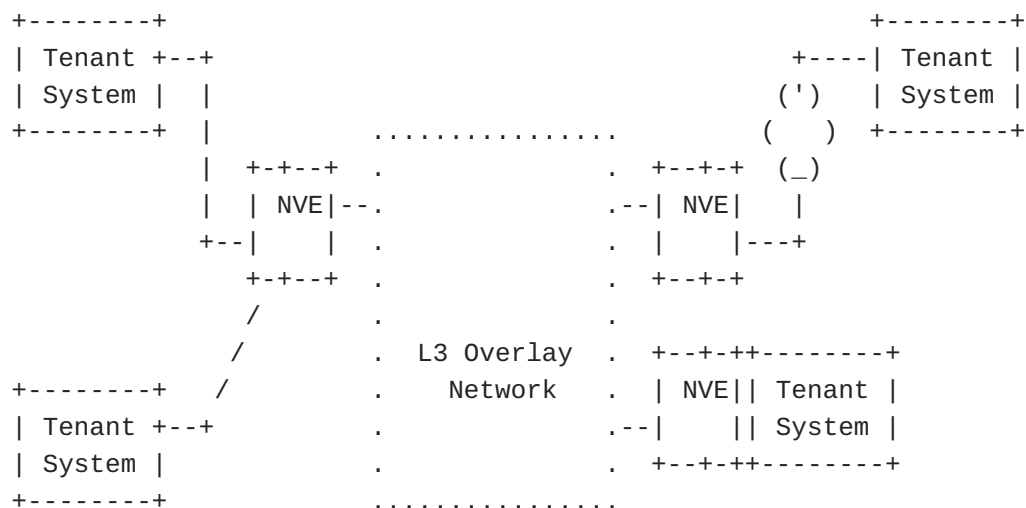 Tenant Tenant
System System
NVE NVE
L3 Overlay
Network NVE Tenant
Tenant System
System